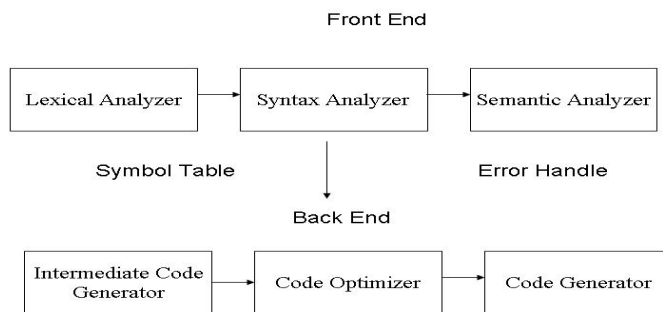 Front End
Lexical Analyzer
Syntax Analyzer
Semantic Analyzer
Symbol Table
Error Handle
Back End
Intermediate Code
Generator
Code Optimizer
Code Generator